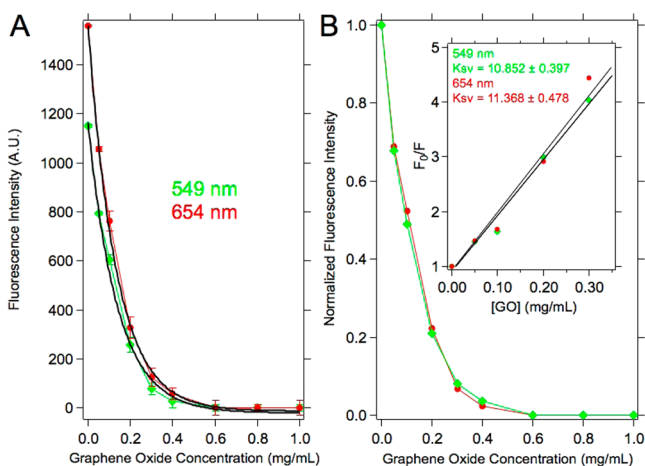 A
Fluorescence Intensity (A.U.)
1400
1200
1000
800
600
400
200
0
549 nm
654 nm
0.0 0.2 0.4 0.6 0.8 1.0
Graphene Oxide Concentration (mg/mL)
B
Normalized Fluorescence Intensity
1.0
0.8
0.6
0.4
0.2
0.0
549 nm
Ksv = 10.852 ± 0.397
654 nm
Ksv = 11.368 ± 0.478
F0/F
5
4
3
2
1
0.00 0.10 0.20 0.30
[GO] (mg/mL)
0.0 0.2 0.4 0.6 0.8 1.0
Graphene Oxide Concentration (mg/mL)